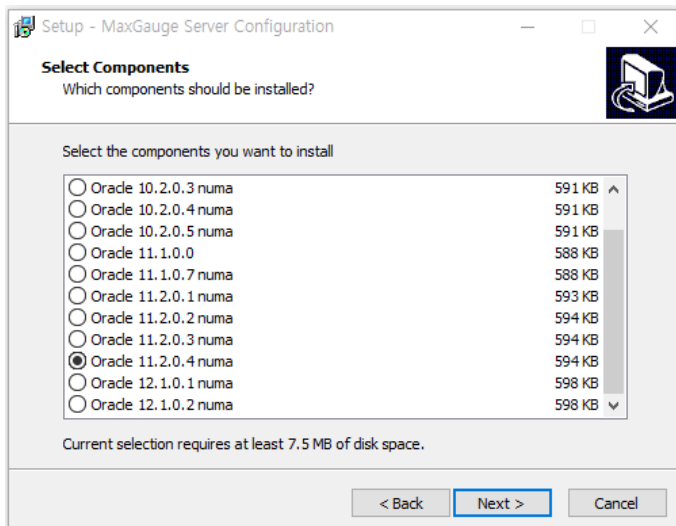 Setup - MaxGauge Server Configuration
Select Components
Which components should be installed?
Select the components you want to install
Oracle 10.2.0.3 numa 591 KB
Oracle 10.2.0.4 numa 591 KB
Oracle 10.2.0.5 numa 591 KB
Oracle 11.1.0.0 588 KB
Oracle 11.1.0.7 numa 588 KB
Oracle 11.2.0.1 numa 593 KB
Oracle 11.2.0.2 numa 594 KB
Oracle 11.2.0.3 numa 594 KB
Oracle 11.2.0.4 numa 594 KB
Oracle 12.1.0.1 numa 598 KB
Oracle 12.1.0.2 numa 598 KB
Current selection requires at least 7.5 MB of disk space.
< Back Next > Cancel